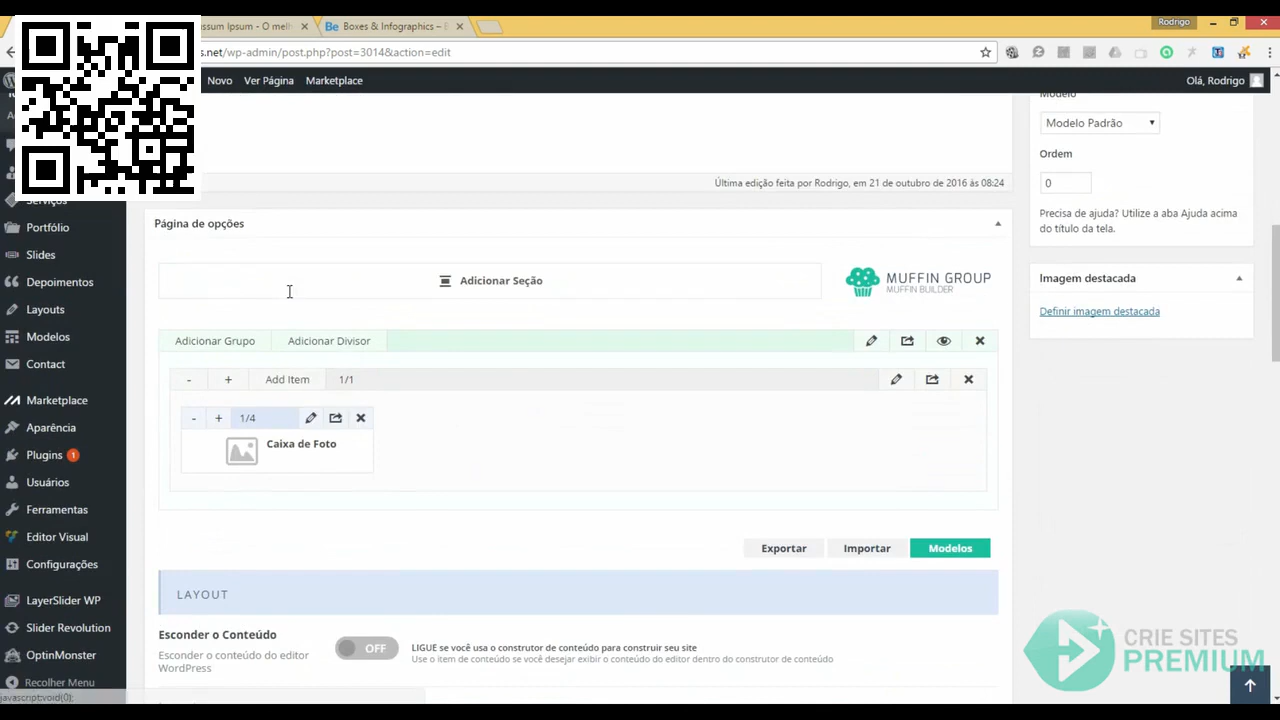 ssum Ipsum - O melh
Boxes & Infographics – B
Rodrigo
s.net/wp-admin/post.php?post=3014&action=edit
Novo
Ver Página
Marketplace
Olá, Rodrigo
Modelo
Modelo Padrão
Ordem
0
Última edição feita por Rodrigo, em 21 de outubro de 2016 às 08:24
Precisa de ajuda? Utilize a aba Ajuda acima
do título da tela.
Serviços
Portfólio
Slides
Depoimentos
Layouts
Modelos
Contact
Marketplace
Aparência
Plugins 1
Usuários
Ferramentas
Editor Visual
Configurações
LayerSlider WP
Slider Revolution
OptinMonster
Recolher Menu
javascript:void(0);
Página de opções
Adicionar Seção
MUFFIN GROUP
MUFFIN BUILDER
Adicionar Grupo
Adicionar Divisor
- + Add Item 1/1
- + 1/4
Caixa de Foto
Exportar
Importar
Modelos
LAYOUT
Esconder o Conteúdo
Esconder o conteúdo do editor
WordPress
OFF
LIGUE se você usa o construtor de conteúdo para construir seu site
Use o item de conteúdo se você desejar exibir o conteúdo do editor dentro do construtor de conteúdo
Imagem destacada
Definir imagem destacada
CRIE SITES
PREMIUM